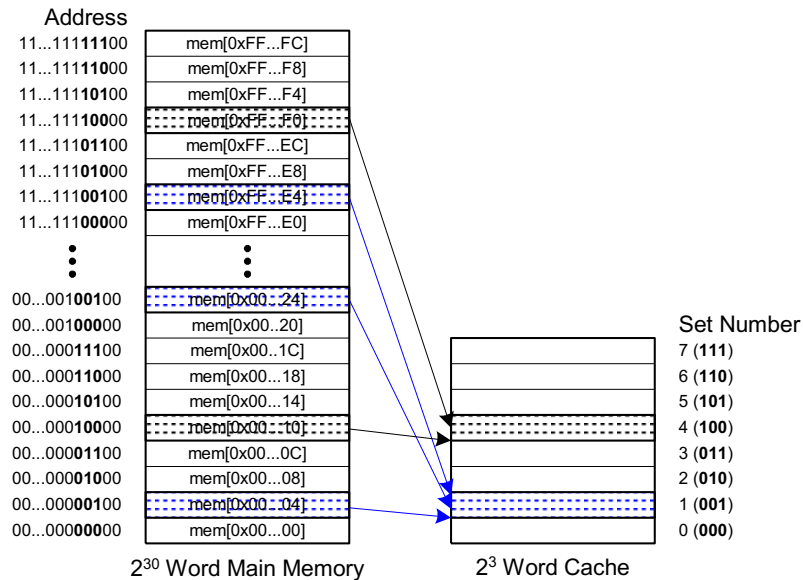 Address
11...11111100 mem[0xFF...FC]
11...11111000 mem[0xFF...F8]
11...11110100 mem[0xFF...F4]
11...11110000 mem[0xFF...F0]
11...11101100 mem[0xFF...EC]
11...11101000 mem[0xFF...E8]
11...11100100 mem[0xFF...E4]
11...11100000 mem[0xFF...E0]
00...00100100 mem[0x00...24]
00...00100000 mem[0x00..20] Set Number
00...00011100 mem[0x00..1C] 7 (111)
00...00011000 mem[0x00...18] 6 (110)
00...00010100 mem[0x00...14] 5 (101)
00...00010000 mem[0x00...10] 4 (100)
00...00001100 mem[0x00...0C] 3 (011)
00...00001000 mem[0x00...08] 2 (010)
00...00000100 mem[0x00...04] 1 (001)
00...00000000 mem[0x00...00] 0 (000)
2³⁰ Word Main Memory 2³ Word Cache